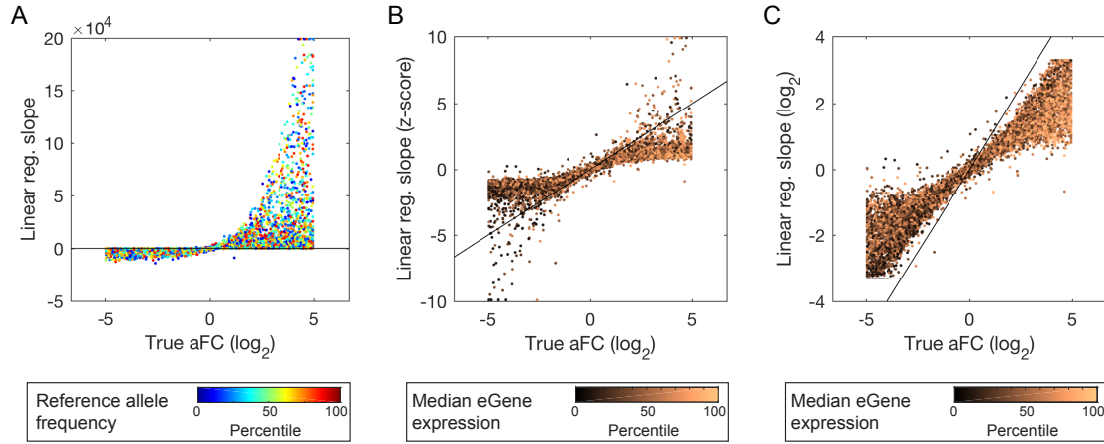 A
B
C
×10⁴
20
15
10
5
0
-5
-5
0
5
Linear reg. slope
True aFC (log₂)
10
5
0
-5
-10
-5
0
5
Linear reg. slope (z-score)
True aFC (log₂)
4
2
0
-2
-4
-5
0
5
Linear reg. slope (log₂)
True aFC (log₂)
Reference allele
frequency
0
50
100
Percentile
Median eGene
expression
0
50
100
Percentile
Median eGene
expression
0
50
100
Percentile